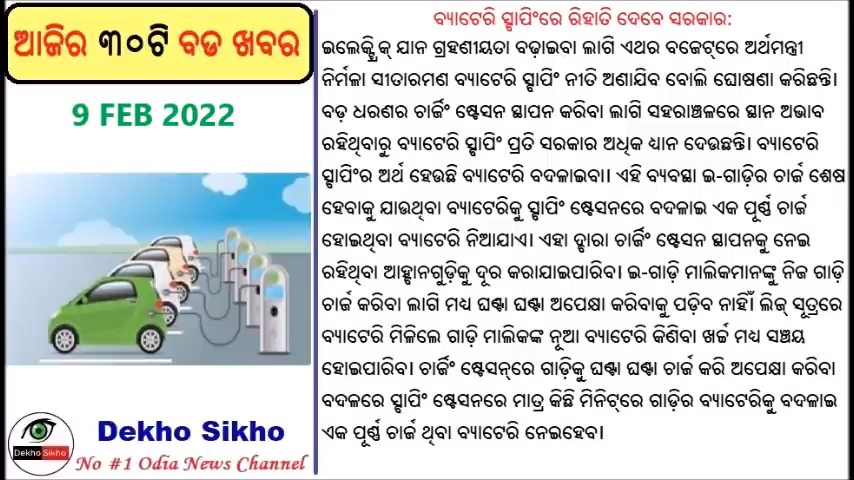 ଆଜିର ୩୦ଟି ବଡ ଖବର
9 FEB 2022
ବ୍ୟାଟେରି ସ୍ୱାପିଂରେ ରିହାତି ଦେବେ ସରକାର:
ଇଲେକ୍ଟ୍ରିକ୍ ଯାନ ଗ୍ରହଣୀୟତା ବଢ଼ାଇବା ଲାଗି ଏଥର ବଜେଟ୍‌ରେ ଅର୍ଥମନ୍ତ୍ରୀ
ନିର୍ମଳା ସୀତାରମଣ ବ୍ୟାଟେରି ସ୍ୱାପିଂ ନୀତି ଅଣାଯିବ ବୋଲି ଘୋଷଣା କରିଛନ୍ତି।
ବଡ଼ ଧରଣର ଚାର୍ଜିଂ ଷ୍ଟେସନ ସ୍ଥାପନ କରିବା ଲାଗି ସହରାଞ୍ଚଳରେ ସ୍ଥାନ ଅଭାବ
ରହିଥିବାରୁ ବ୍ୟାଟେରି ସ୍ୱାପିଂ ପ୍ରତି ସରକାର ଅଧିକ ଧ୍ୟାନ ଦେଉଛନ୍ତି। ବ୍ୟାଟେରି
ସ୍ୱାପିଂର ଅର୍ଥ ହେଉଛି ବ୍ୟାଟେରି ବଦଳାଇବା। ଏହି ବ୍ୟବସ୍ଥା ଇ-ଗାଡ଼ିର ଚାର୍ଜ ଶେଷ
ହେବାକୁ ଯାଉଥିବା ବ୍ୟାଟେରିକୁ ସ୍ୱାପିଂ ଷ୍ଟେସନରେ ବଦଳାଇ ଏକ ପୂର୍ଣ୍ଣ ଚାର୍ଜ
ହୋଇଥିବା ବ୍ୟାଟେରି ନିଆଯାଏ। ଏହା ଦ୍ୱାରା ଚାର୍ଜିଂ ଷ୍ଟେସନ ସ୍ଥାପନକୁ ନେଇ
ରହିଥିବା ଆହ୍ୱାନଗୁଡ଼ିକୁ ଦୂର କରାଯାଇପାରିବ। ଇ-ଗାଡ଼ି ମାଲିକମାନଙ୍କୁ ନିଜ ଗାଡ଼ି
ଚାର୍ଜ କରିବା ଲାଗି ମଧ୍ୟ ଘଣ୍ଟା ଘଣ୍ଟା ଅପେକ୍ଷା କରିବାକୁ ପଡ଼ିବ ନାହିଁ। ଲିଜ୍ ସୂତ୍ରରେ
ବ୍ୟାଟେରି ମିଳିଲେ ଗାଡ଼ି ମାଲିକଙ୍କ ନୂଆ ବ୍ୟାଟେରି କିଣିବା ଖର୍ଚ୍ଚ ମଧ୍ୟ ସଞ୍ଚୟ
ହୋଇପାରିବ। ଚାର୍ଜିଂ ଷ୍ଟେସନ୍‌ରେ ଗାଡ଼ିକୁ ଘଣ୍ଟା ଘଣ୍ଟା ଚାର୍ଜ କରି ଅପେକ୍ଷା କରିବା
ବଦଳରେ ସ୍ୱାପିଂ ଷ୍ଟେସନରେ ମାତ୍ର କିଛି ମିନିଟ୍‌ରେ ଗାଡ଼ିର ବ୍ୟାଟେରିକୁ ବଦଳାଇ
ଏକ ପୂର୍ଣ୍ଣ ଚାର୍ଜ ଥିବା ବ୍ୟାଟେରି ନେଇହେବ।
Dekho Sikho
Dekho Sikho
No #1 Odia News Channel